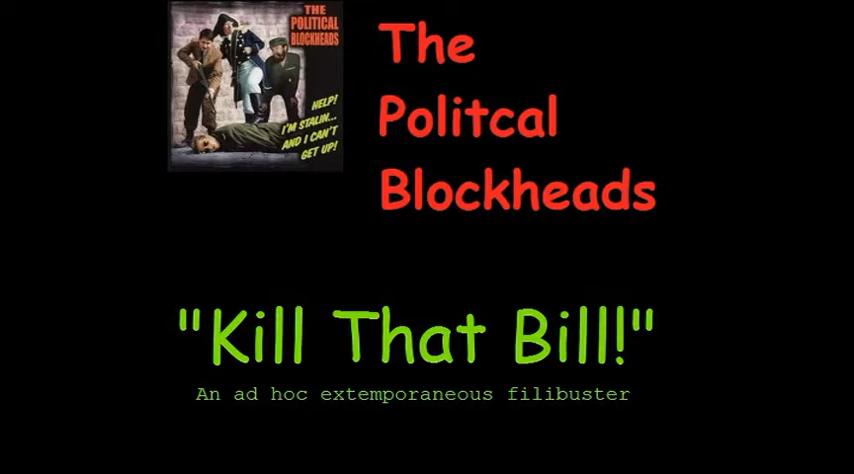 THE
POLITICAL
BLOCKHEADS
HELP!
I'M STALIN...
AND I CAN'T
GET UP!
The
Politcal
Blockheads
"Kill That Bill!"
An ad hoc extemporaneous filibuster